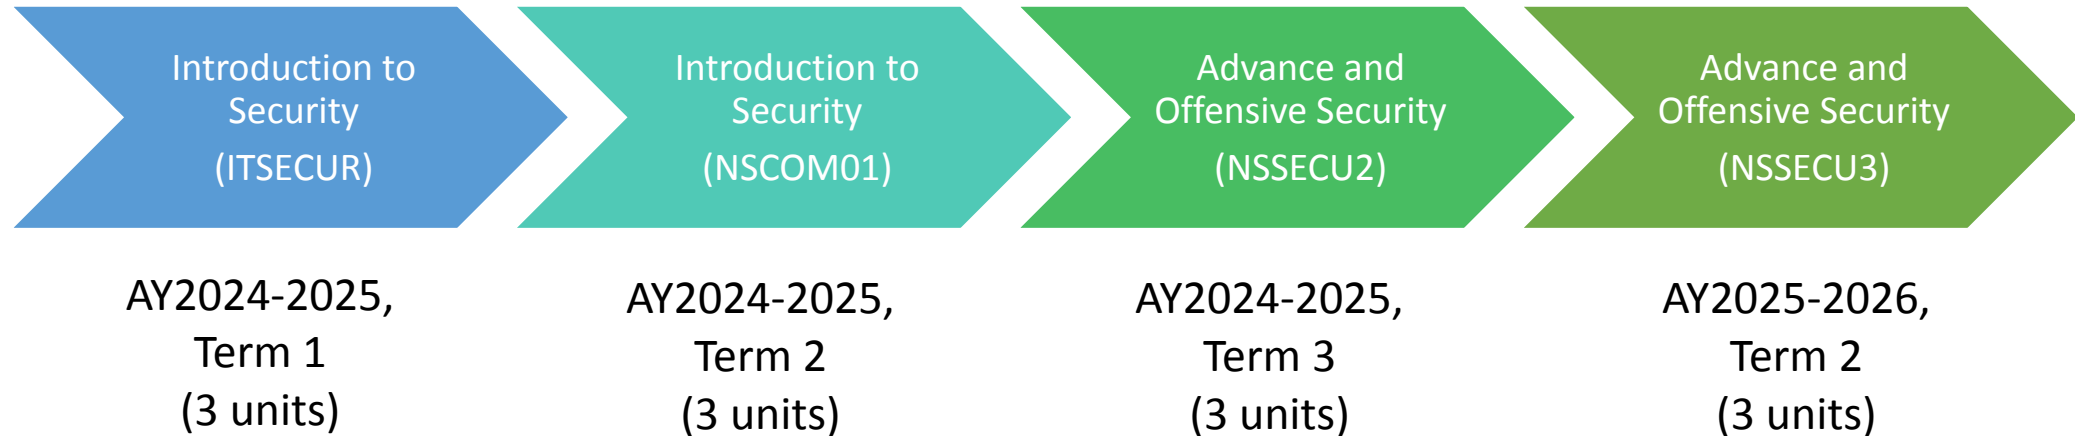 Introduction to
Security
(ITSECUR)
Introduction to
Security
(NSCOM01)
Advance and
Offensive Security
(NSSECU2)
Advance and
Offensive Security
(NSSECU3)
AY2024-2025,
Term 1
(3 units)
AY2024-2025,
Term 2
(3 units)
AY2024-2025,
Term 3
(3 units)
AY2025-2026,
Term 2
(3 units)